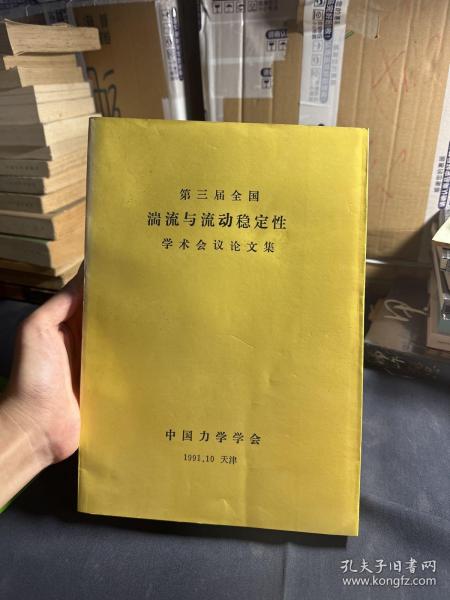 第三届全国
湍流与流动稳定性
学术会议论文集
中国力学学会
1991.10 天津
孔夫子旧书网
www.kongfz.com